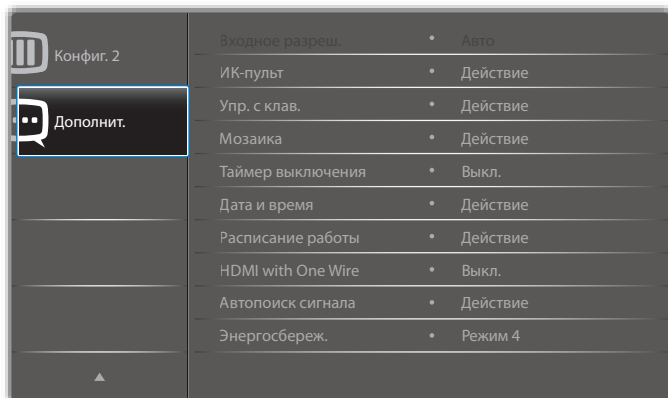 Конфиг. 2
Дополнит.
Входное разреш. • Авто
ИК-пульт • Действие
Упр. с клав. • Действие
Мозаика • Действие
Таймер выключения • Выкл.
Дата и время • Действие
Расписание работы • Действие
HDMI with One Wire • Выкл.
Автопоиск сигнала • Действие
Энергосбереж. • Режим 4